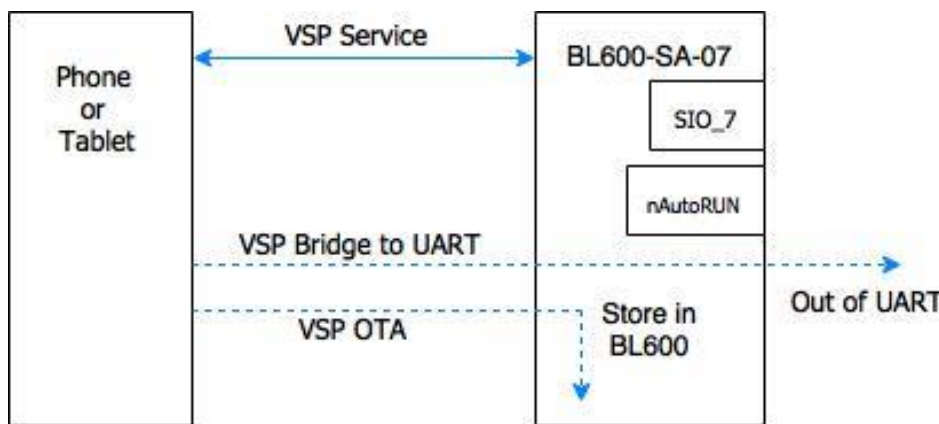 VSP Service
Phone
or
Tablet
BL600-SA-07
SIO_7
nAutoRUN
VSP Bridge to UART
Out of UART
VSP OTA
Store in
BL600